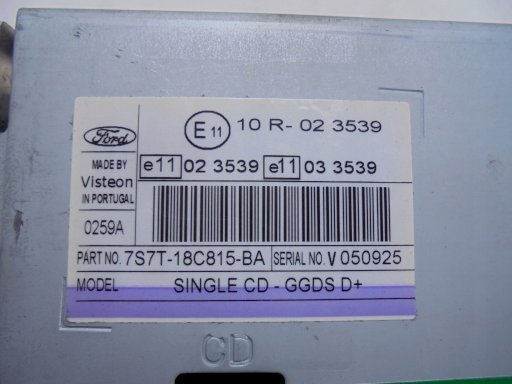 Ford
E11 10 R- 02 3539
MADE BY
Visteon
IN PORTUGAL
e11 02 3539 e11 03 3539
0259A
PART NO. 7S7T-18C815-BA SERIAL NO. V 050925
MODEL SINGLE CD - GGDS D+
CD